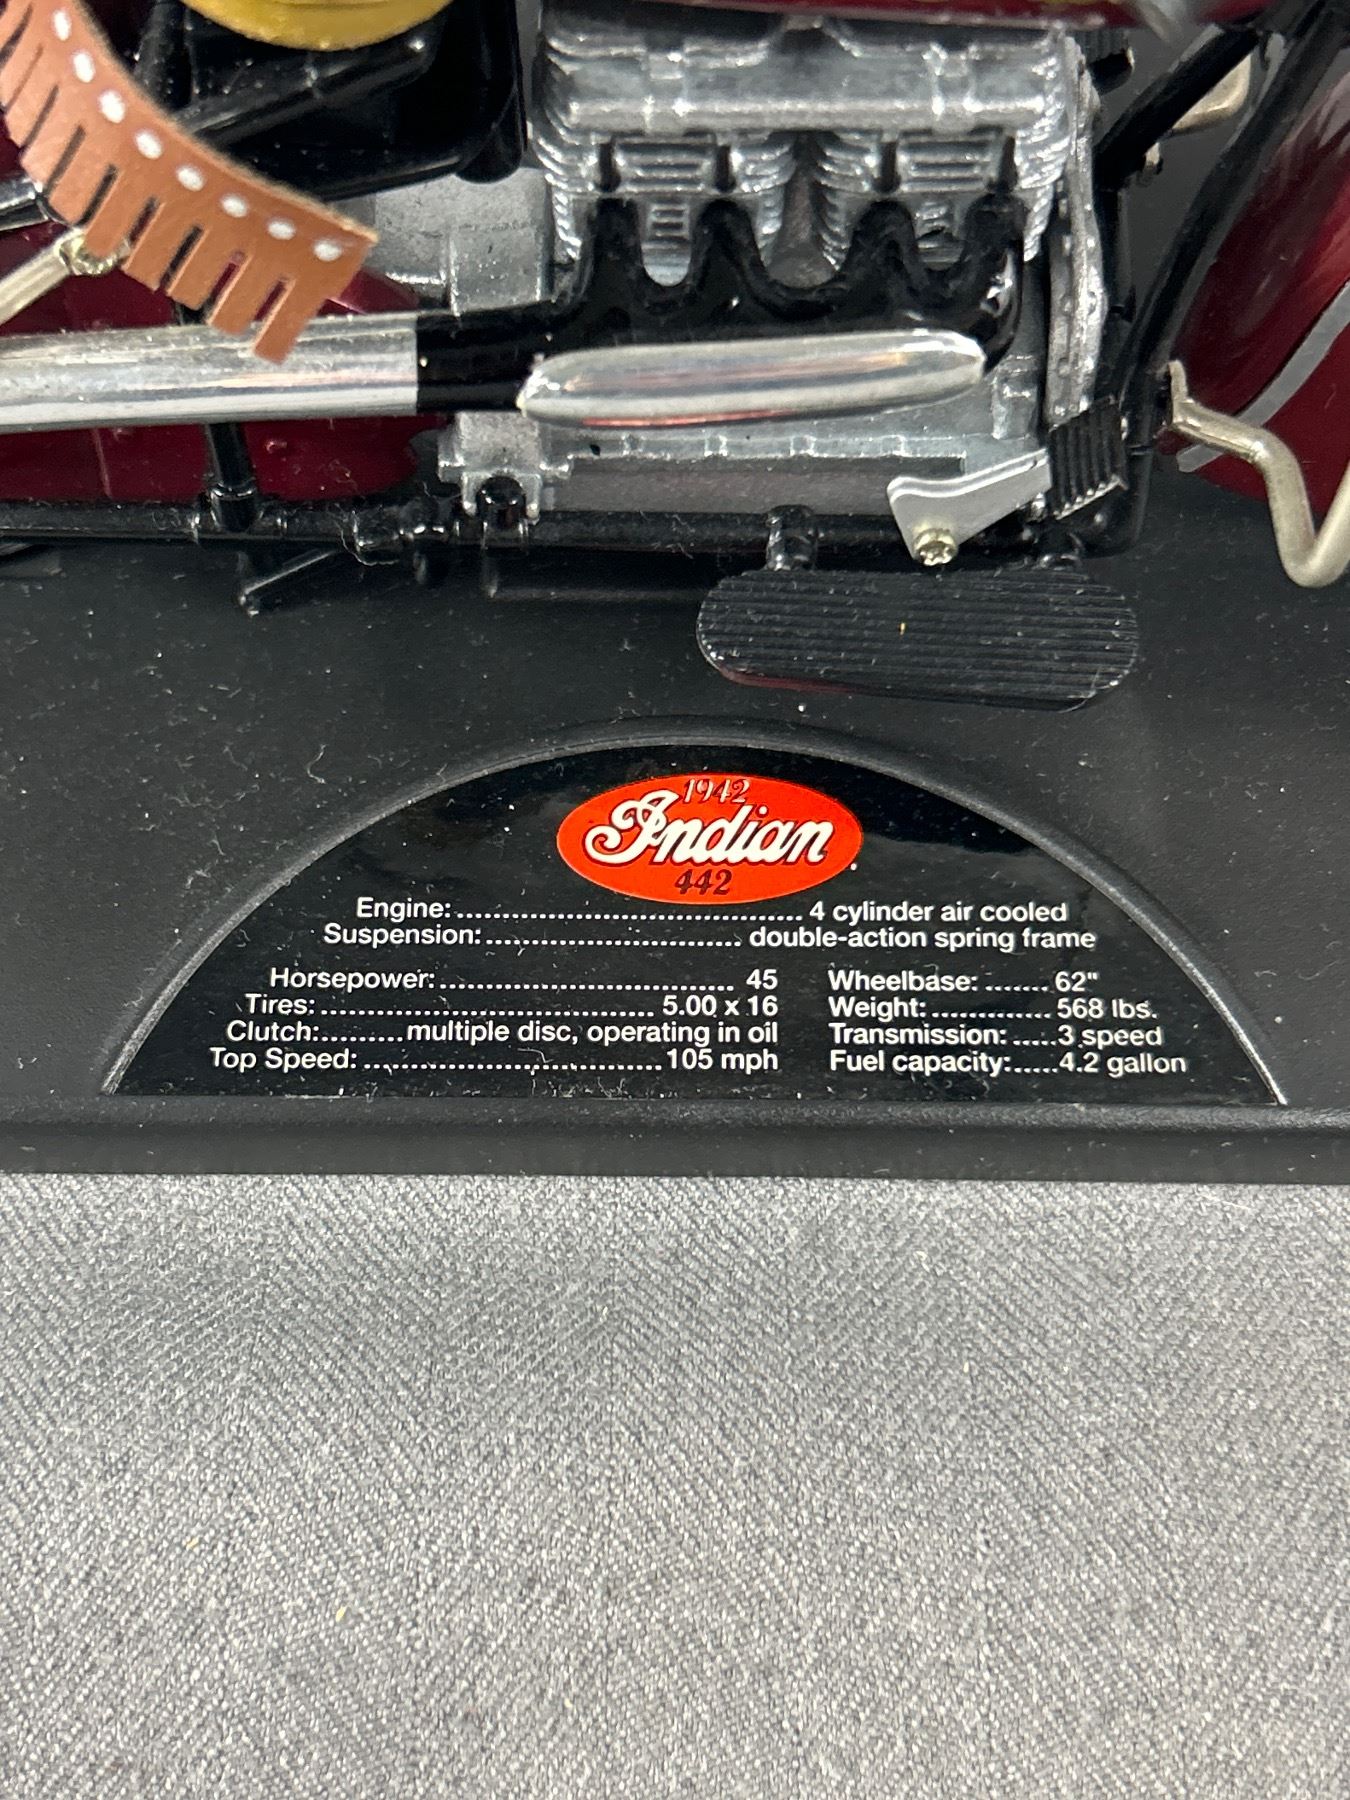 1942
Indian
442
Engine:...................................... 4 cylinder air cooled
Suspension:............................ double-action spring frame
Horsepower:................................ 45
Tires: ..................................... 5.00 x 16
Clutch:..........multiple disc, operating in oil
Top Speed: .................................105 mph
Wheelbase: ....... 62"
Weight:............. 568 lbs.
Transmission: .....3 speed
Fuel capacity:.....4.2 gallon